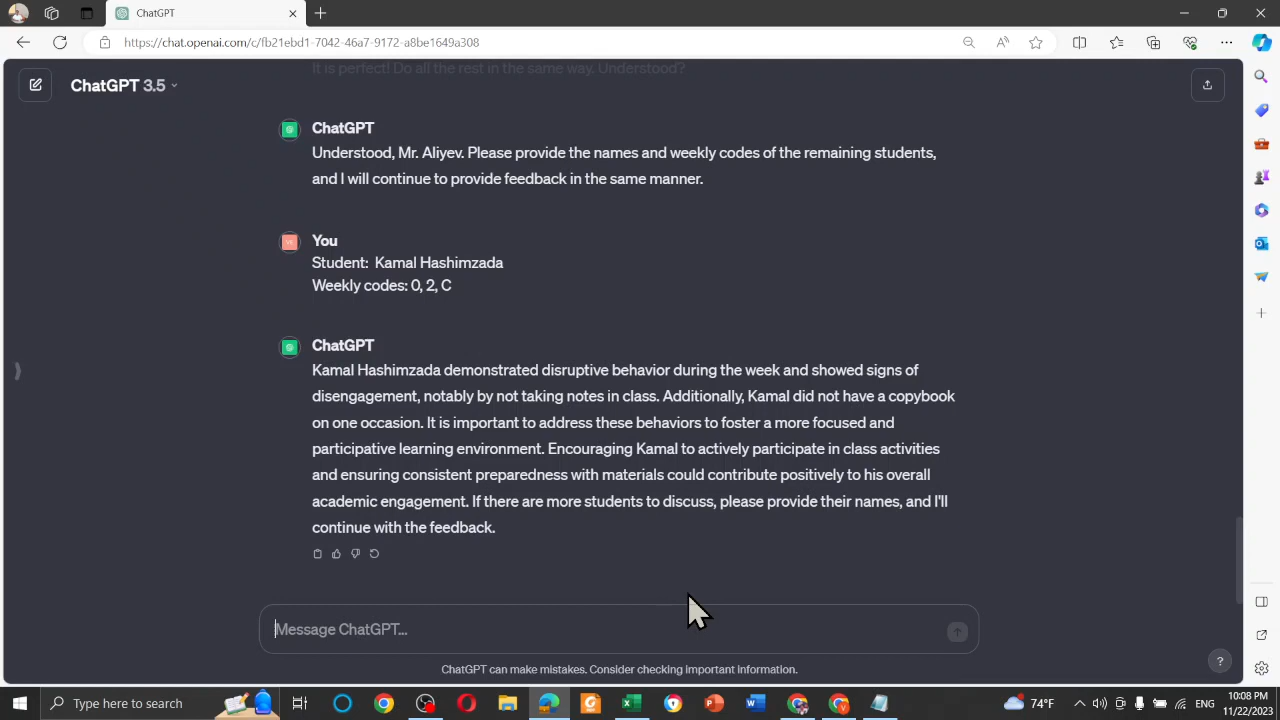 ChatGPT
https://chat.openai.com/c/fb21ebd1-7042-46a7-9172-a8be1649a308
It is perfect! Do all the rest in the same way. Understood?
ChatGPT 3.5
ChatGPT
Understood, Mr. Aliyev. Please provide the names and weekly codes of the remaining students,
and I will continue to provide feedback in the same manner.
You
Student: Kamal Hashimzada
Weekly codes: 0, 2, C
ChatGPT
Kamal Hashimzada demonstrated disruptive behavior during the week and showed signs of
disengagement, notably by not taking notes in class. Additionally, Kamal did not have a copybook
on one occasion. It is important to address these behaviors to foster a more focused and
participative learning environment. Encouraging Kamal to actively participate in class activities
and ensuring consistent preparedness with materials could contribute positively to his overall
academic engagement. If there are more students to discuss, please provide their names, and I'll
continue with the feedback.
Message ChatGPT...
ChatGPT can make mistakes. Consider checking important information.
?
Type here to search
74°F
ENG
10:08 PM
11/22/2023